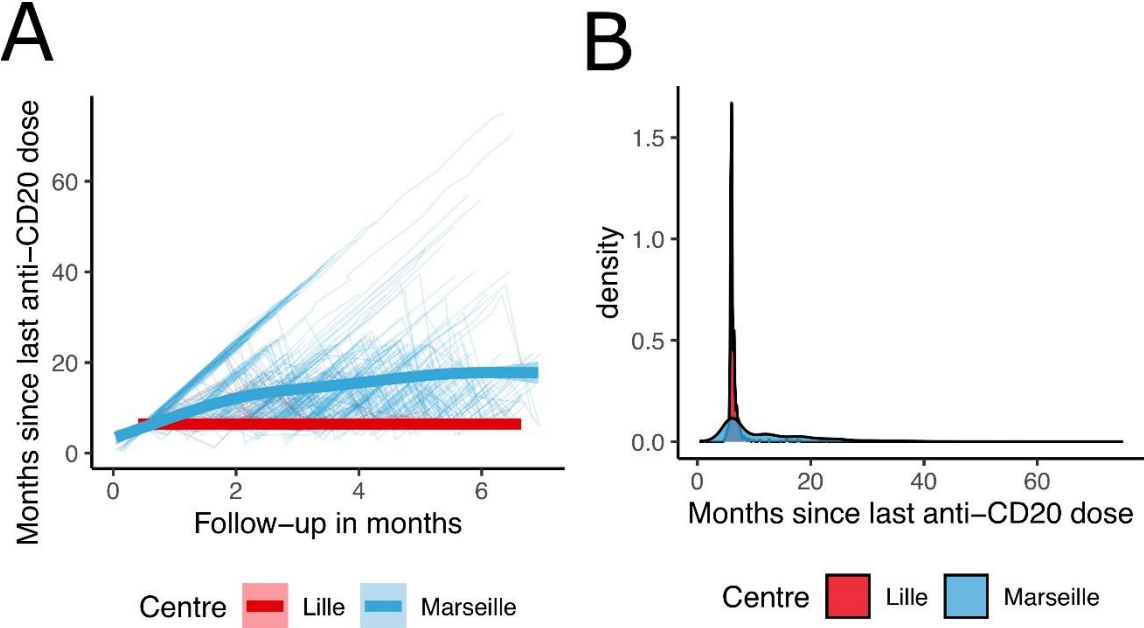 A
Months since last anti−CD20 dose
60
40
20
0
0 2 4 6
Follow−up in months
Centre Lille Marseille
B
density
1.5
1.0
0.5
0.0
0 20 40 60
Months since last anti−CD20 dose
Centre Lille Marseille